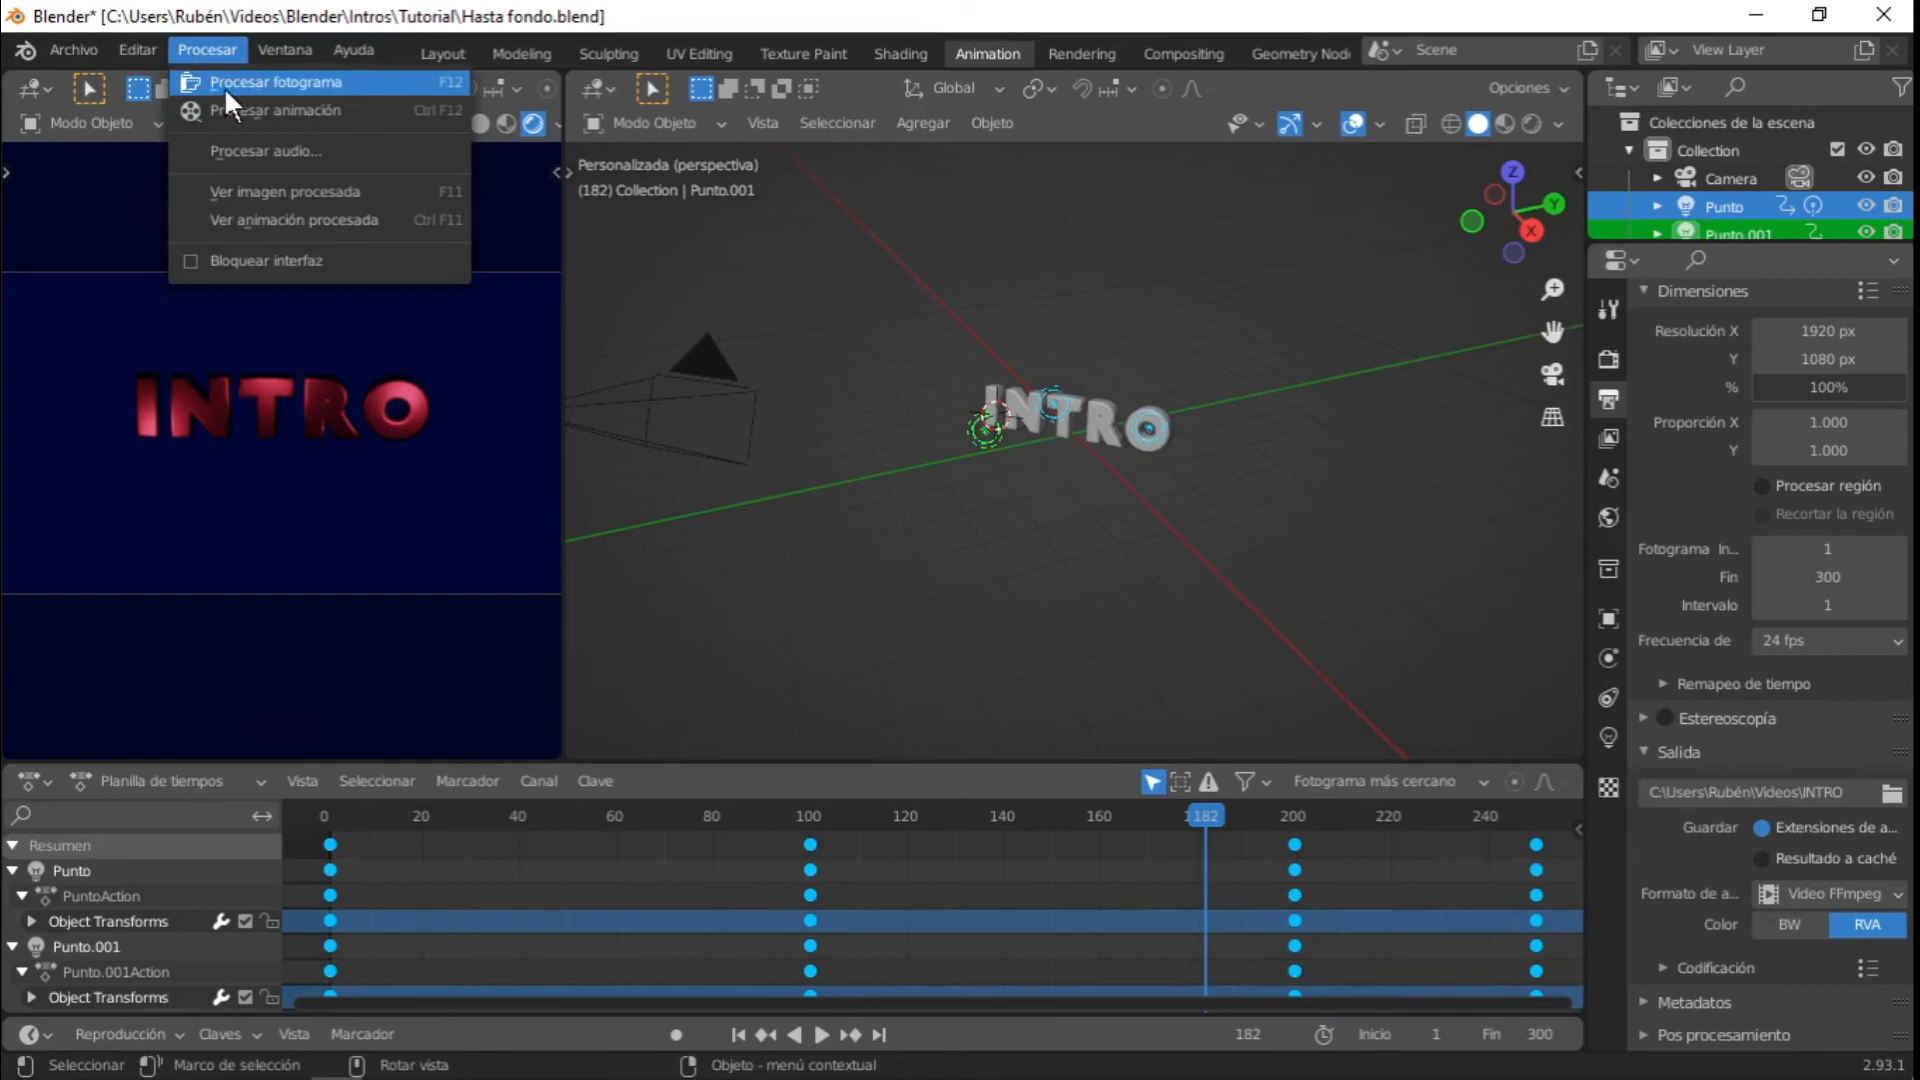 Blender* [C:\Users\Rubén\Videos\Blender\Intros\Tutorial\Hasta fondo.blend]
Archivo Editar Procesar Ventana Ayuda Layout Modeling Sculpting UV Editing Texture Paint Shading Animation Rendering Compositing Geometry Nod Scene View Layer
Procesar fotograma F12
Procesar animación Ctrl F12
Procesar audio...
Ver imagen procesada F11
Ver animación procesada Ctrl F11
Bloquear interfaz
Modo Objeto
Global Opciones
Modo Objeto Vista Seleccionar Agregar Objeto
Personalizada (perspectiva)
(182) Collection | Punto.001
Z
Y
X
INTRO
INTRO
Colecciones de la escena
Collection
Camera
Punto
Punto.001
Dimensiones
Resolución X 1920 px
Y 1080 px
% 100%
Proporción X 1.000
Y 1.000
Procesar región
Recortar la región
Fotograma In... 1
Fin 300
Intervalo 1
Frecuencia de 24 fps
Remapeo de tiempo
Estereoscopía
Salida
C:\Users\Rubén\Videos\INTRO
Guardar Extensiones de a...
Resultado a caché
Formato de a... Video FFmpeg
Color BW RVA
Codificación
Metadatos
Pos procesamiento
Planilla de tiempos Vista Seleccionar Marcador Canal Clave Fotograma más cercano
0 20 40 60 80 100 120 140 160 182 200 220 240
Resumen
Punto
PuntoAction
Object Transforms
Punto.001
Punto.001Action
Object Transforms
Reproducción Claves Vista Marcador 182 Inicio 1 Fin 300
Seleccionar Marco de selección Rotar vista Objeto - menú contextual 2.93.1